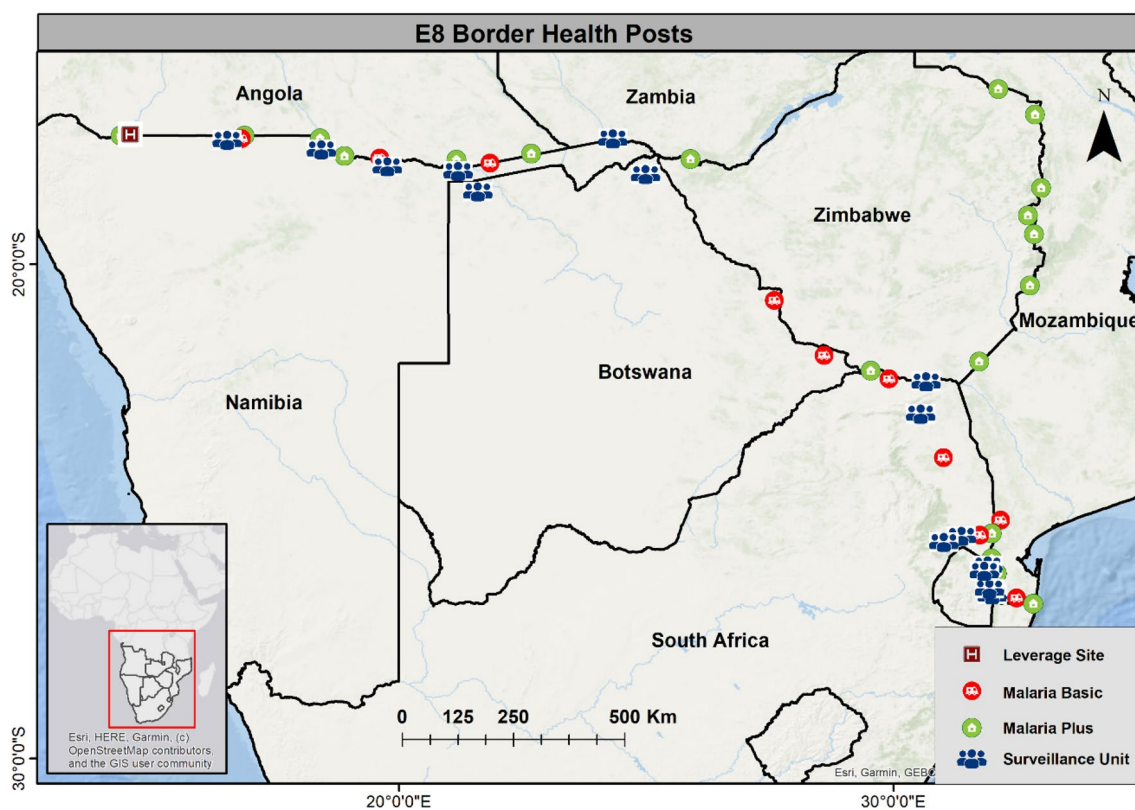 E8 Border Health Posts
Angola
Zambia
N
Zimbabwe
20°0'0"S
Mozambique
Botswana
Namibia
South Africa
H
Leverage Site
Malaria Basic
Malaria Plus
Surveillance Unit
0 125 250 500 Km
Esri, HERE, Garmin, (c)
OpenStreetMap contributors,
and the GIS user community
Esri, Garmin, GEBC
30°0'0"S
20°0'0"E
30°0'0"E